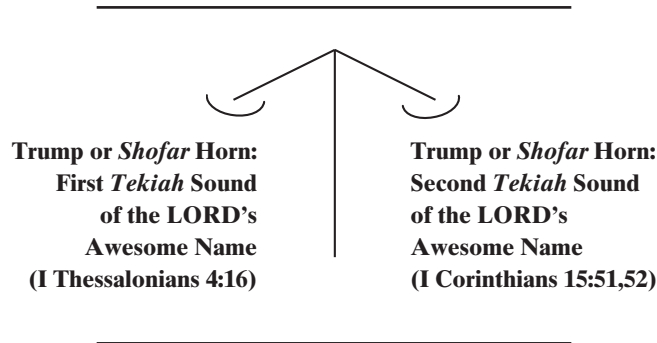 Trump or Shofar Horn:
First Tekiah Sound
of the LORD’s
Awesome Name
(I Thessalonians 4:16)
Trump or Shofar Horn:
Second Tekiah Sound
of the LORD’s
Awesome Name
(I Corinthians 15:51,52)